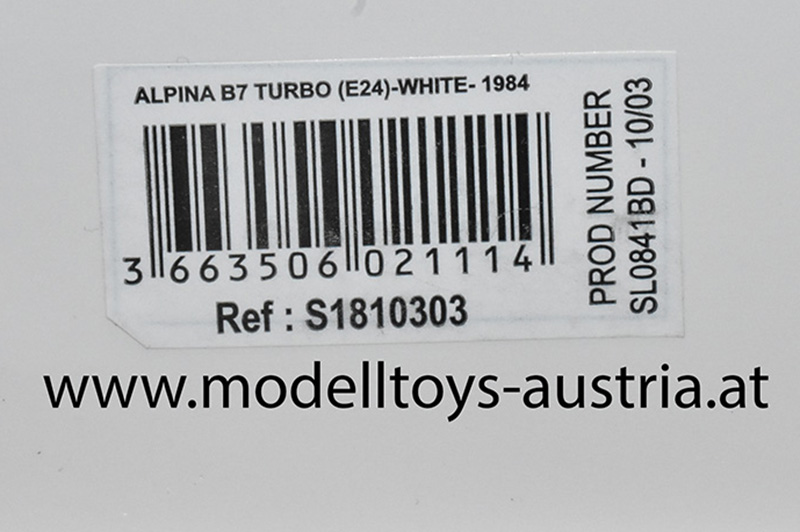 ALPINA B7 TURBO (E24)-WHITE- 1984
3 663506 021114
Ref : S1810303
PROD NUMBER
SL0841BD - 10/03
www.modelltoys-austria.at